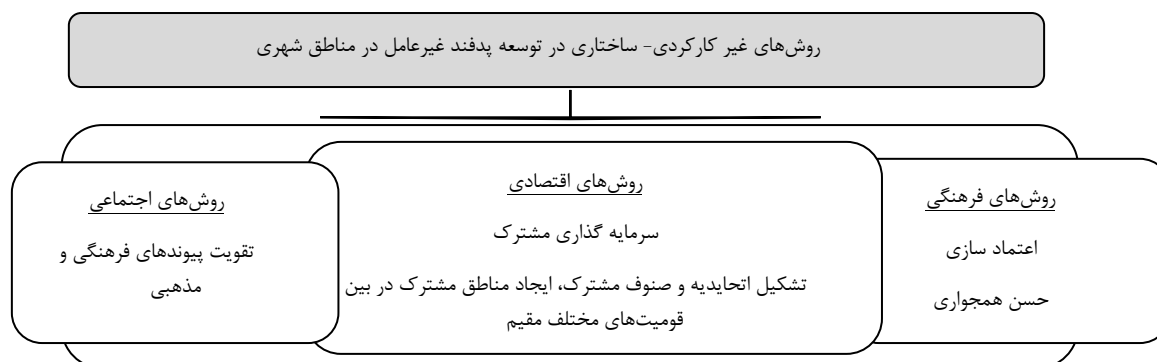 روش‌های غیر کارکردی- ساختاری در توسعه پدفند غیرعامل در مناطق شهری
روش‌های فرهنگی
اعتماد سازی
حسن همجواری
روش‌های اقتصادی
سرمایه گذاری مشترک
تشکیل اتحایدیه و صنوف مشترک، ایجاد مناطق مشترک در بین
قومیت‌های مختلف مقیم
روش‌های اجتماعی
تقویت پیوندهای فرهنگی و
مذهبی